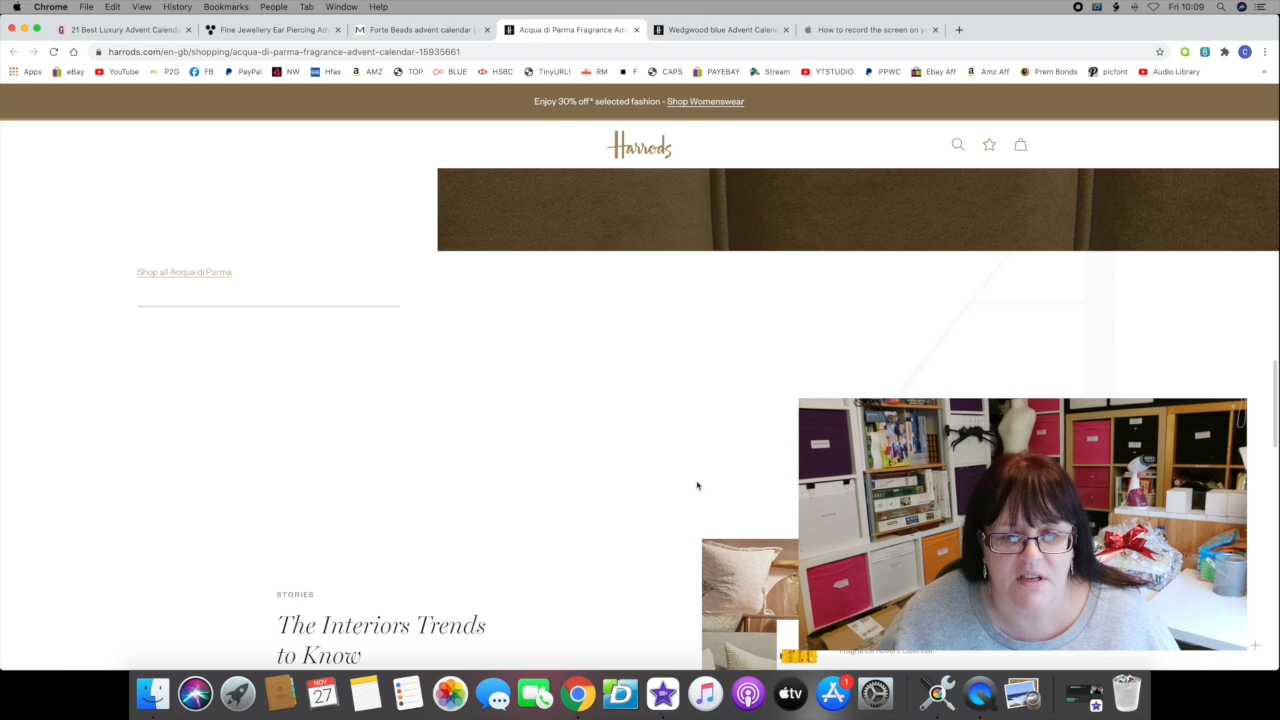 Chrome File Edit View History Bookmarks People Tab Window Help Fri 10:09
21 Best Luxury Advent Calenda
Fine Jewellery Ear Piercing Adv
Forte Beads advent calendar |
Acqua di Parma Fragrance Adv
Wedgwood blue Advent Calend
How to record the screen on yo
harrods.com/en-gb/shopping/acqua-di-parma-fragrance-advent-calendar-15935661
Apps eBay YouTube P2G FB PayPal NW Hfax AMZ TOP BLUE HSBC TinyURL! RM F CAPS PAYEBAY Stream YTSTUDIO PPWC Ebay Aff Amz Aff Prem Bonds picfont Audio Library »
Enjoy 30% off* selected fashion - Shop Womenswear
Harrods
Shop all Acqua di Parma
STORIES
The Interiors Trends
to Know
Fragrance Advent Calendar
NOV
27
1